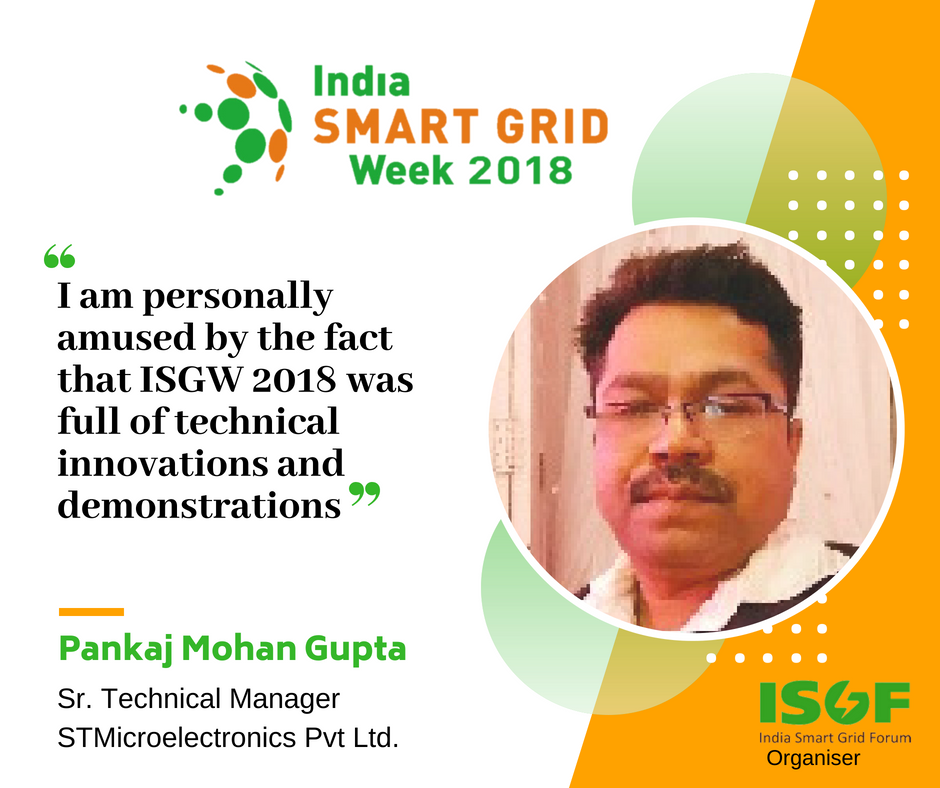 India
SMART GRID
Week 2018
“
I am personally
amused by the fact
that ISGW 2018 was
full of technical
innovations and
demonstrations ”
Pankaj Mohan Gupta
Sr. Technical Manager
STMicroelectronics Pvt Ltd.
ISGF
India Smart Grid Forum
Organiser